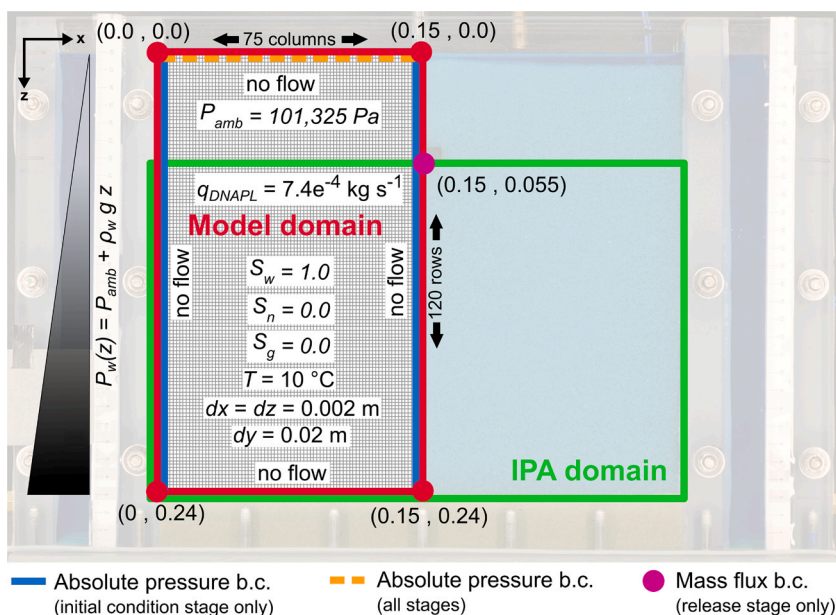 (0.0 , 0.0)
75 columns
(0.15 , 0.0)
x
z
no flow
P_amb = 101,325 Pa
q_DNAPL = 7.4e⁻⁴ kg s⁻¹
(0.15 , 0.055)
Model domain
P_w(z) = P_amb + ρ_w g z
no flow
no flow
120 rows
S_w = 1.0
S_n = 0.0
S_g = 0.0
T = 10 °C
dx = dz = 0.002 m
dy = 0.02 m
no flow
IPA domain
(0 , 0.24)
(0.15 , 0.24)
Absolute pressure b.c.
(initial condition stage only)
Absolute pressure b.c.
(all stages)
Mass flux b.c.
(release stage only)